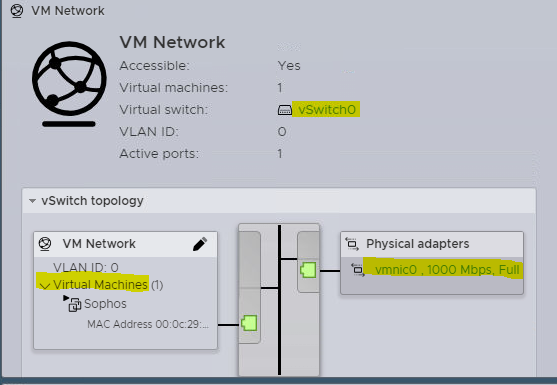 VM Network
VM Network
Accessible: Yes
Virtual machines: 1
Virtual switch: vSwitch0
VLAN ID: 0
Active ports: 1
vSwitch topology
VM Network
VLAN ID: 0
Virtual Machines (1)
Sophos
MAC Address 00:0c:29:...
Physical adapters
vmnic0 , 1000 Mbps, Full